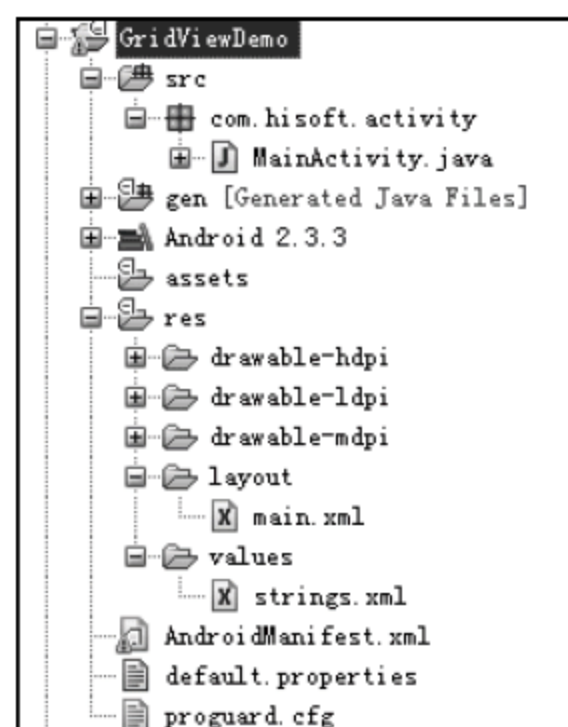 GridViewDemo
src
com.hisoft.activity
MainActivity.java
gen [Generated Java Files]
Android 2.3.3
assets
res
drawable-hdpi
drawable-ldpi
drawable-mdpi
layout
main.xml
values
strings.xml
AndroidManifest.xml
default.properties
proguard.cfg